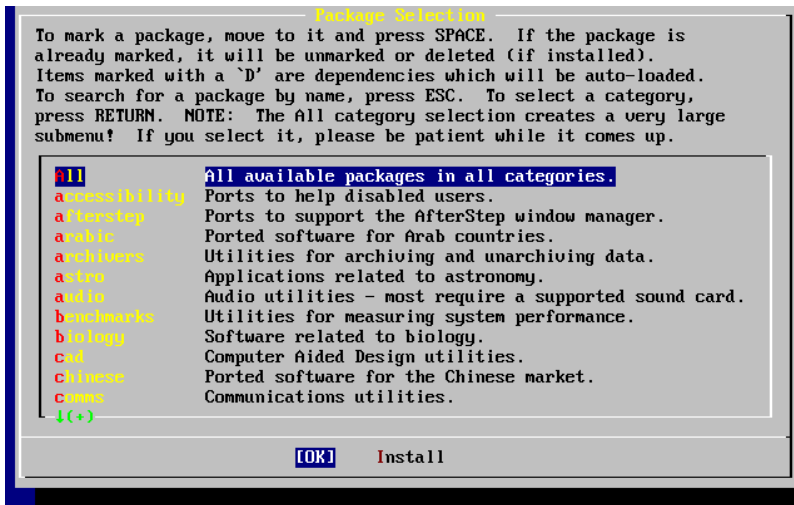 Package Selection
To mark a package, move to it and press SPACE.  If the package is
already marked, it will be unmarked or deleted (if installed).
Items marked with a `D' are dependencies which will be auto-loaded.
To search for a package by name, press ESC.  To select a category,
press RETURN.  NOTE:  The All category selection creates a very large
submenu!  If you select it, please be patient while it comes up.
All All available packages in all categories.
accessibility Ports to help disabled users.
afterstep Ports to support the AfterStep window manager.
arabic Ported software for Arab countries.
archivers Utilities for archiving and unarchiving data.
astro Applications related to astronomy.
audio Audio utilities - most require a supported sound card.
benchmarks Utilities for measuring system performance.
biology Software related to biology.
cad Computer Aided Design utilities.
chinese Ported software for the Chinese market.
comms Communications utilities.
↓(+)
[OK] Install